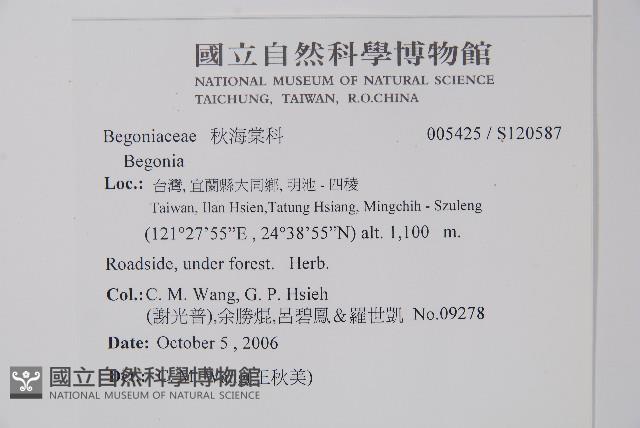 國立自然科學博物館
NATIONAL MUSEUM OF NATURAL SCIENCE
TAICHUNG, TAIWAN, R.O.CHINA
Begoniaceae 秋海棠科 005425 / S120587
Begonia
Loc.: 台灣, 宜蘭縣大同鄉, 明池 - 四稜
Taiwan, Ilan Hsien,Tatung Hsiang, Mingchih - Szuleng
(121°27'55"E , 24°38'55"N) alt. 1,100 m.
Roadside, under forest. Herb.
Col.: C. M. Wang, G. P. Hsieh
(謝光普),余勝焜,呂碧鳳&羅世凱 No.09278
Date: October 5 , 2006
王秋美)
國立自然科學博物館
NATIONAL MUSEUM OF NATURAL SCIENCE